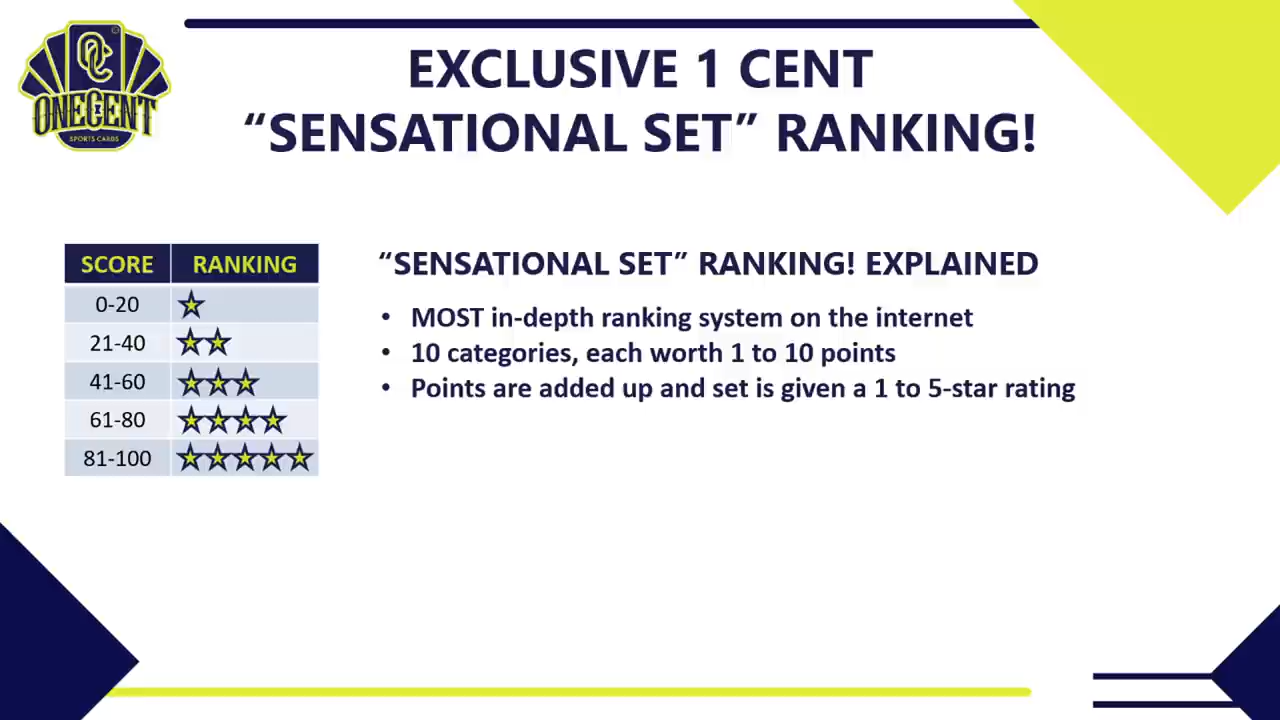 OC
ONECENT
SPORTS CARDS
EXCLUSIVE 1 CENT
“SENSATIONAL SET” RANKING!
SCORE RANKING
0-20
21-40
41-60
61-80
81-100
“SENSATIONAL SET” RANKING! EXPLAINED
• MOST in-depth ranking system on the internet
• 10 categories, each worth 1 to 10 points
• Points are added up and set is given a 1 to 5-star rating